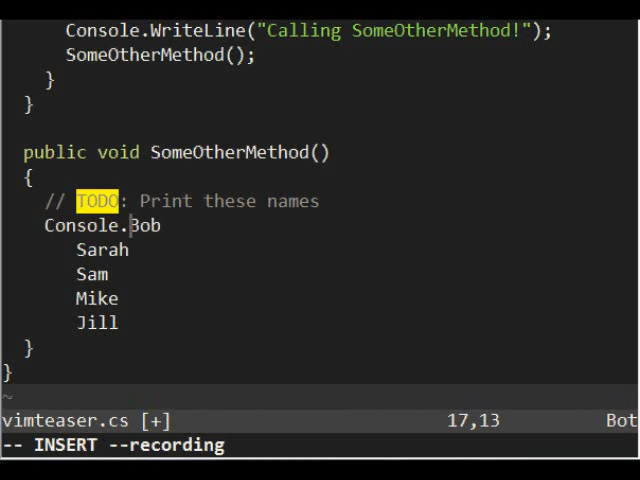 Console.WriteLine("Calling SomeOtherMethod!");
SomeOtherMethod();
}
}
public void SomeOtherMethod()
{
// TODO: Print these names
Console.Bob
Sarah
Sam
Mike
Jill
}
}
~
vimteaser.cs [+] 17,13 Bot
-- INSERT --recording